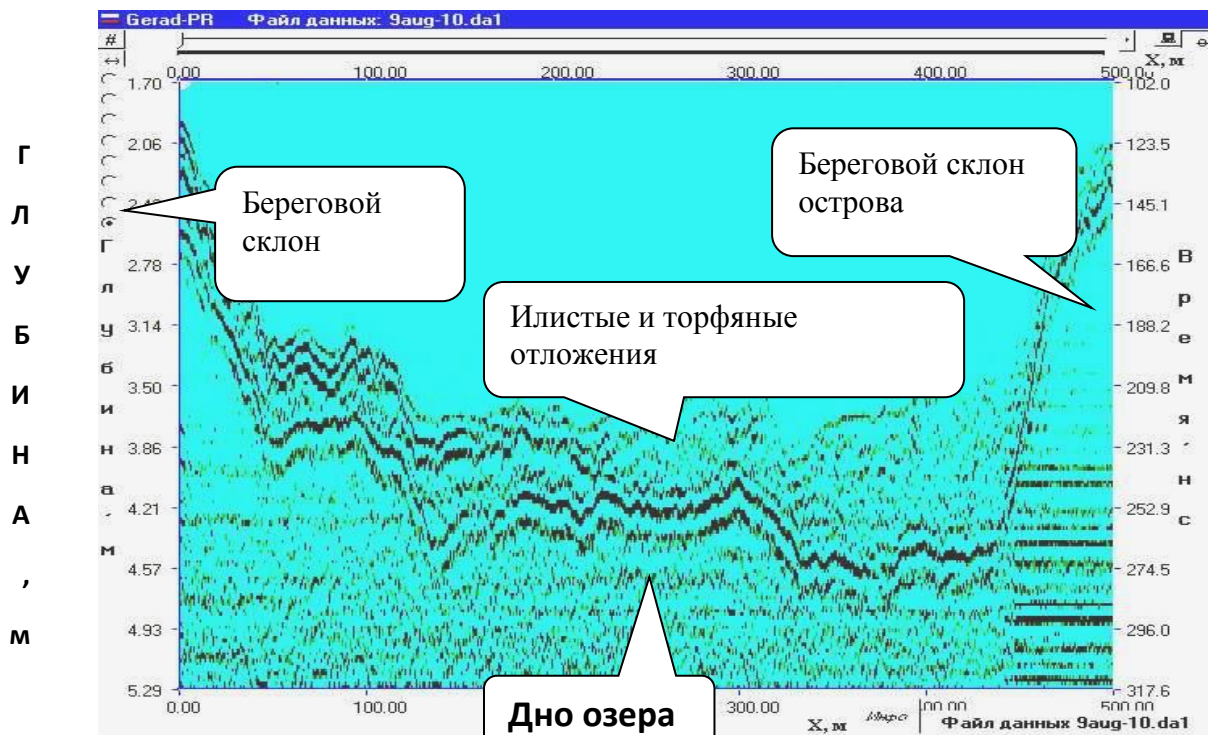 Gerad-PR Файл данных: 9aug-10.da1
#
0.00 100.00 200.00 300.00 400.00 500.00
X, м
1.70
2.06
2.78
3.14
3.50
3.86
4.21
4.57
4.93
5.29
102.0
123.5
145.1
166.6
188.2
209.8
231.3
252.9
274.5
296.0
317.6
ГЛУБИНА, м
Глубина, м
Время, нс
Береговой
склон
Береговой склон
острова
Илистые и торфяные
отложения
Дно озера
0.00 100.00 300.00 500.00
X, м
Файл данных 9aug-10.da1